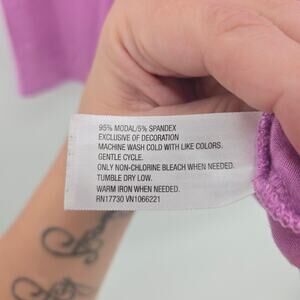 95% MODAL/5% SPANDEX
EXCLUSIVE OF DECORATION
MACHINE WASH COLD WITH LIKE COLORS.
GENTLE CYCLE.
ONLY NON-CHLORINE BLEACH WHEN NEEDED.
TUMBLE DRY LOW.
WARM IRON WHEN NEEDED.
RN17730 VN1066221